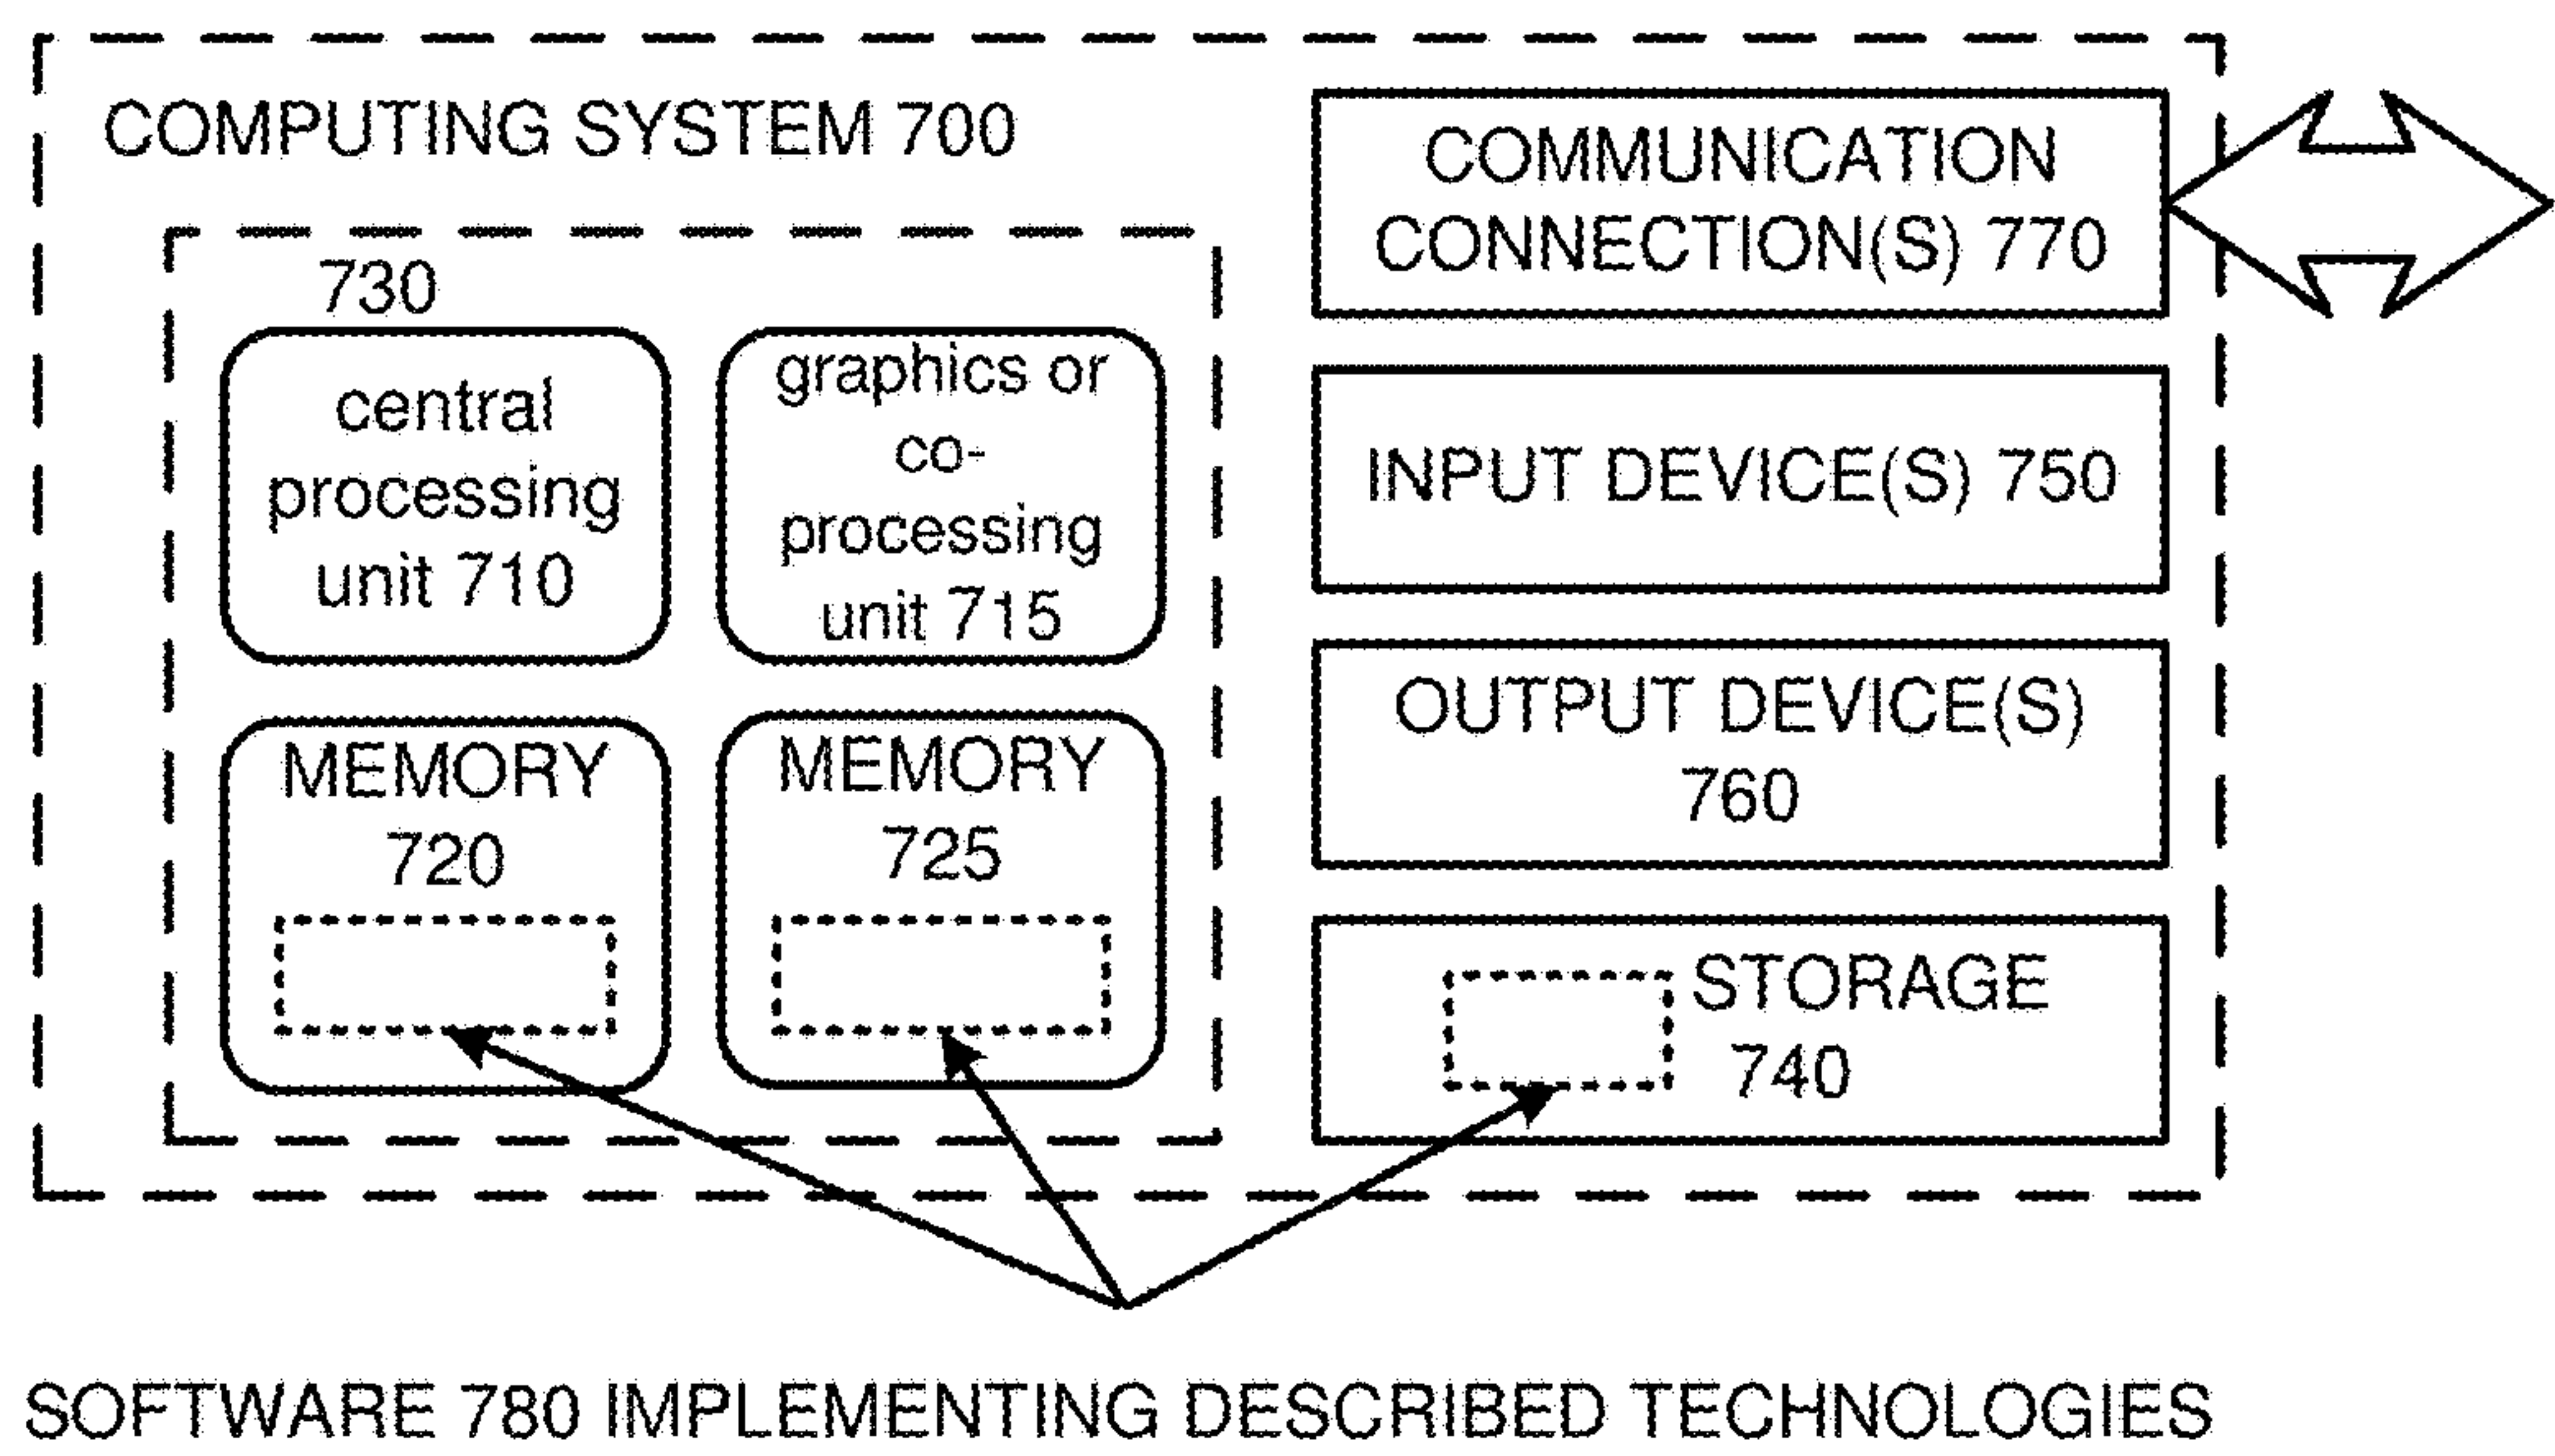 COMPUTING SYSTEM 700
730
central
processing
unit 710
graphics or
co-
processing
unit 715
MEMORY
720
MEMORY
725
COMMUNICATION
CONNECTION(S) 770
INPUT DEVICE(S) 750
OUTPUT DEVICE(S)
760
STORAGE
740
SOFTWARE 780 IMPLEMENTING DESCRIBED TECHNOLOGIES